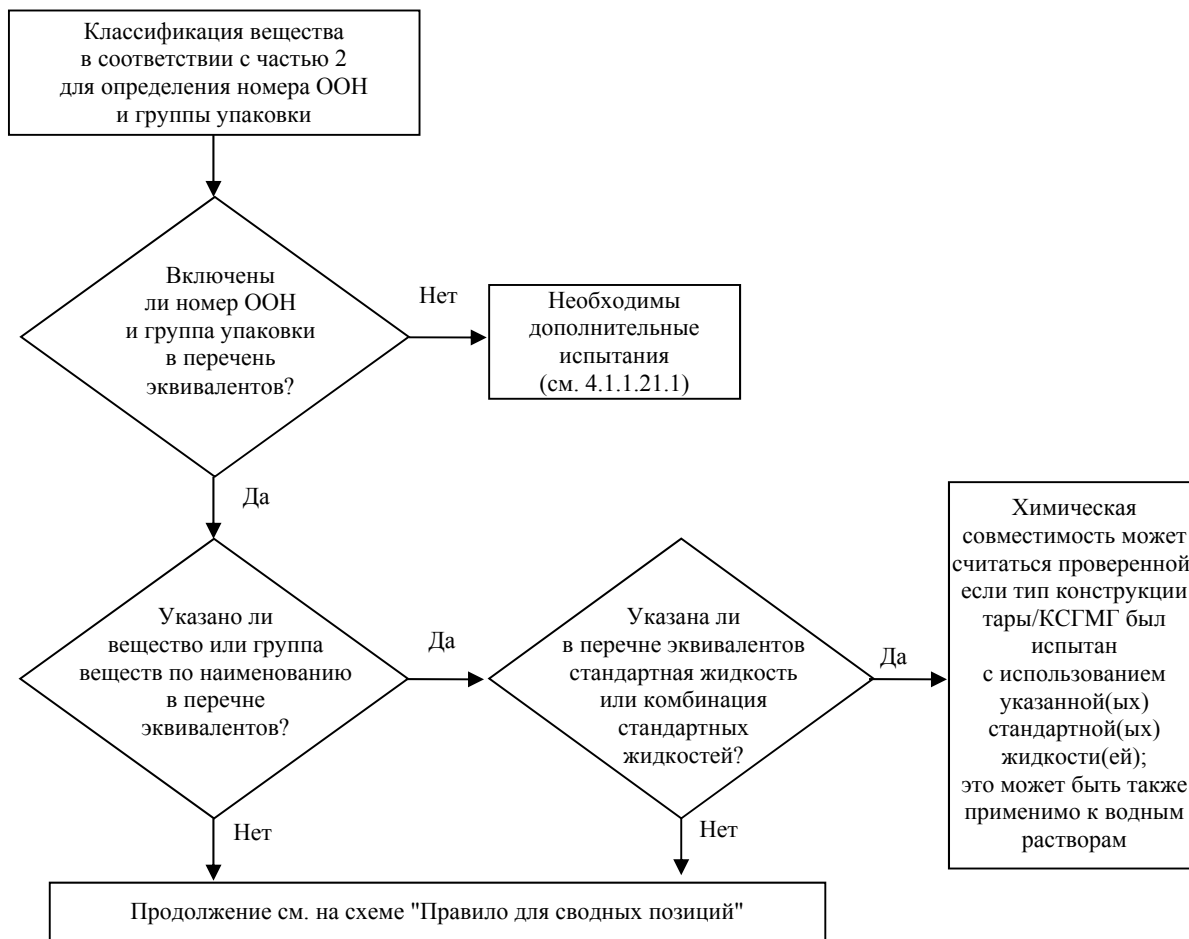 Классификация вещества
в соответствии с частью 2
для определения номера ООН
и группы упаковки
Включены
ли номер ООН
и группа упаковки
в перечень
эквивалентов?
Нет
Необходимы
дополнительные
испытания
(см. 4.1.1.21.1)
Да
Указано ли
вещество или группа
веществ по наименованию
в перечне
эквивалентов?
Да
Указана ли
в перечне эквивалентов
стандартная жидкость
или комбинация
стандартных
жидкостей?
Да
Химическая
совместимость может
считаться проверенной,
если тип конструкции
тары/КСГМГ был
испытан
с использованием
указанной(ых)
стандартной(ых)
жидкости(ей);
это может быть также
применимо к водным
растворам
Нет
Нет
Продолжение см. на схеме "Правило для сводных позиций"